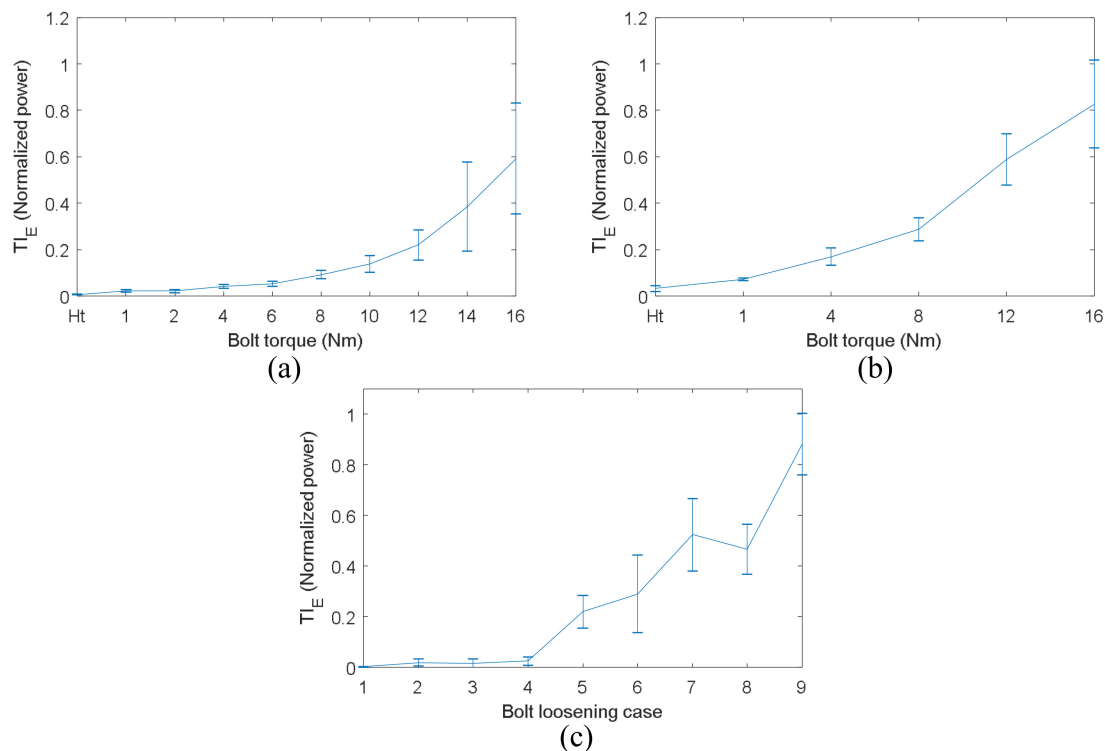 1.2
1
0.8
0.6
0.4
0.2
0
TI_E (Normalized power)
Ht 1 2 4 6 8 10 12 14 16
Bolt torque (Nm)
(a)
1.2
1
0.8
0.6
0.4
0.2
0
TI_E (Normalized power)
Ht 1 4 8 12 16
Bolt torque (Nm)
(b)
1
0.8
0.6
0.4
0.2
0
TI_E (Normalized power)
1 2 3 4 5 6 7 8 9
Bolt loosening case
(c)